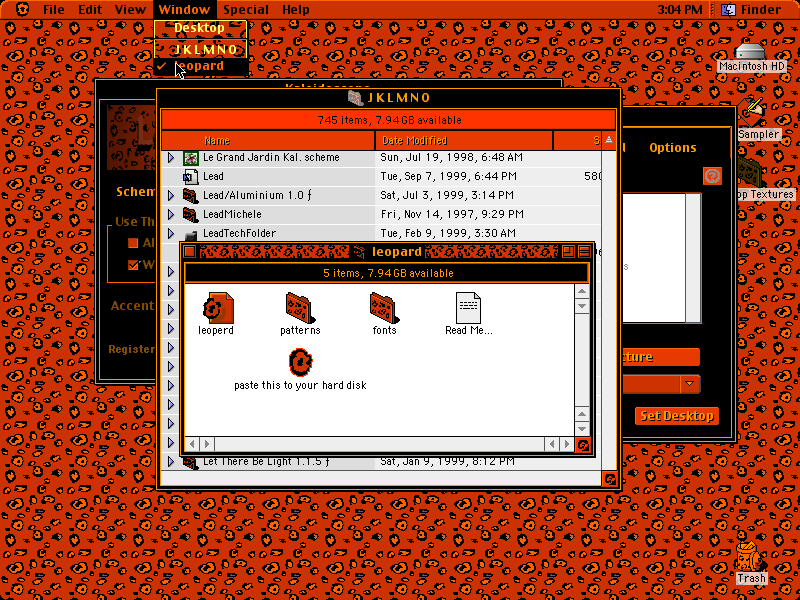 File Edit View Window Special Help 3:04 PM Finder
Desktop
JKLMNO
leopard
Macintosh HD
Sampler
op Textures
Trash
Kaleidoscope
Schem
Use Th
Al
W
Accent
Register
Options
Set Desktop
JKLMNO
745 items, 7.94 GB available
Name Date Modified S
Le Grand Jardin Kal. scheme Sun, Jul 19, 1998, 6:48 AM
Lead Tue, Sep 7, 1999, 6:44 PM 580
Lead/Aluminium 1.0 ƒ Sat, Jul 3, 1999, 3:14 PM
LeadMichele Fri, Nov 14, 1997, 9:29 PM
LeadTechFolder Tue, Feb 9, 1999, 3:30 AM
Let There Be Light 1.1.5 ƒ Sat, Jan 9, 1999, 8:12 PM
leopard
5 items, 7.94 GB available
leoperd patterns fonts Read Me...
paste this to your hard disk